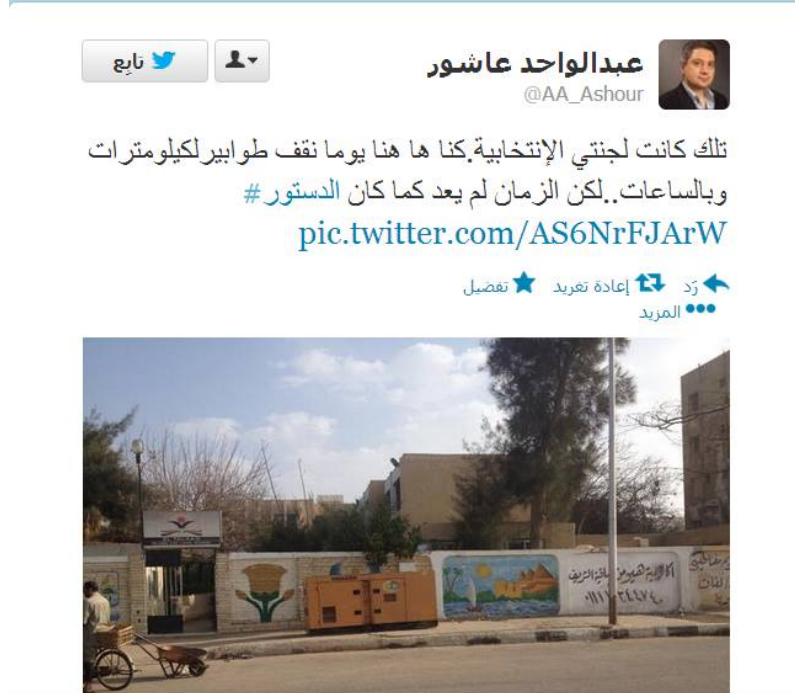 عبدالواحد عاشور
@AA_Ashour
تابِع
تلك كانت لجنتي الإنتخابية.كنا ها هنا يوما نقف طوابيرلكيلومترات
وبالساعات..لكن الزمان لم يعد كما كان الدستور#
pic.twitter.com/AS6NrFJArW
رَد إعادة تغريد تفضيل
المزيد